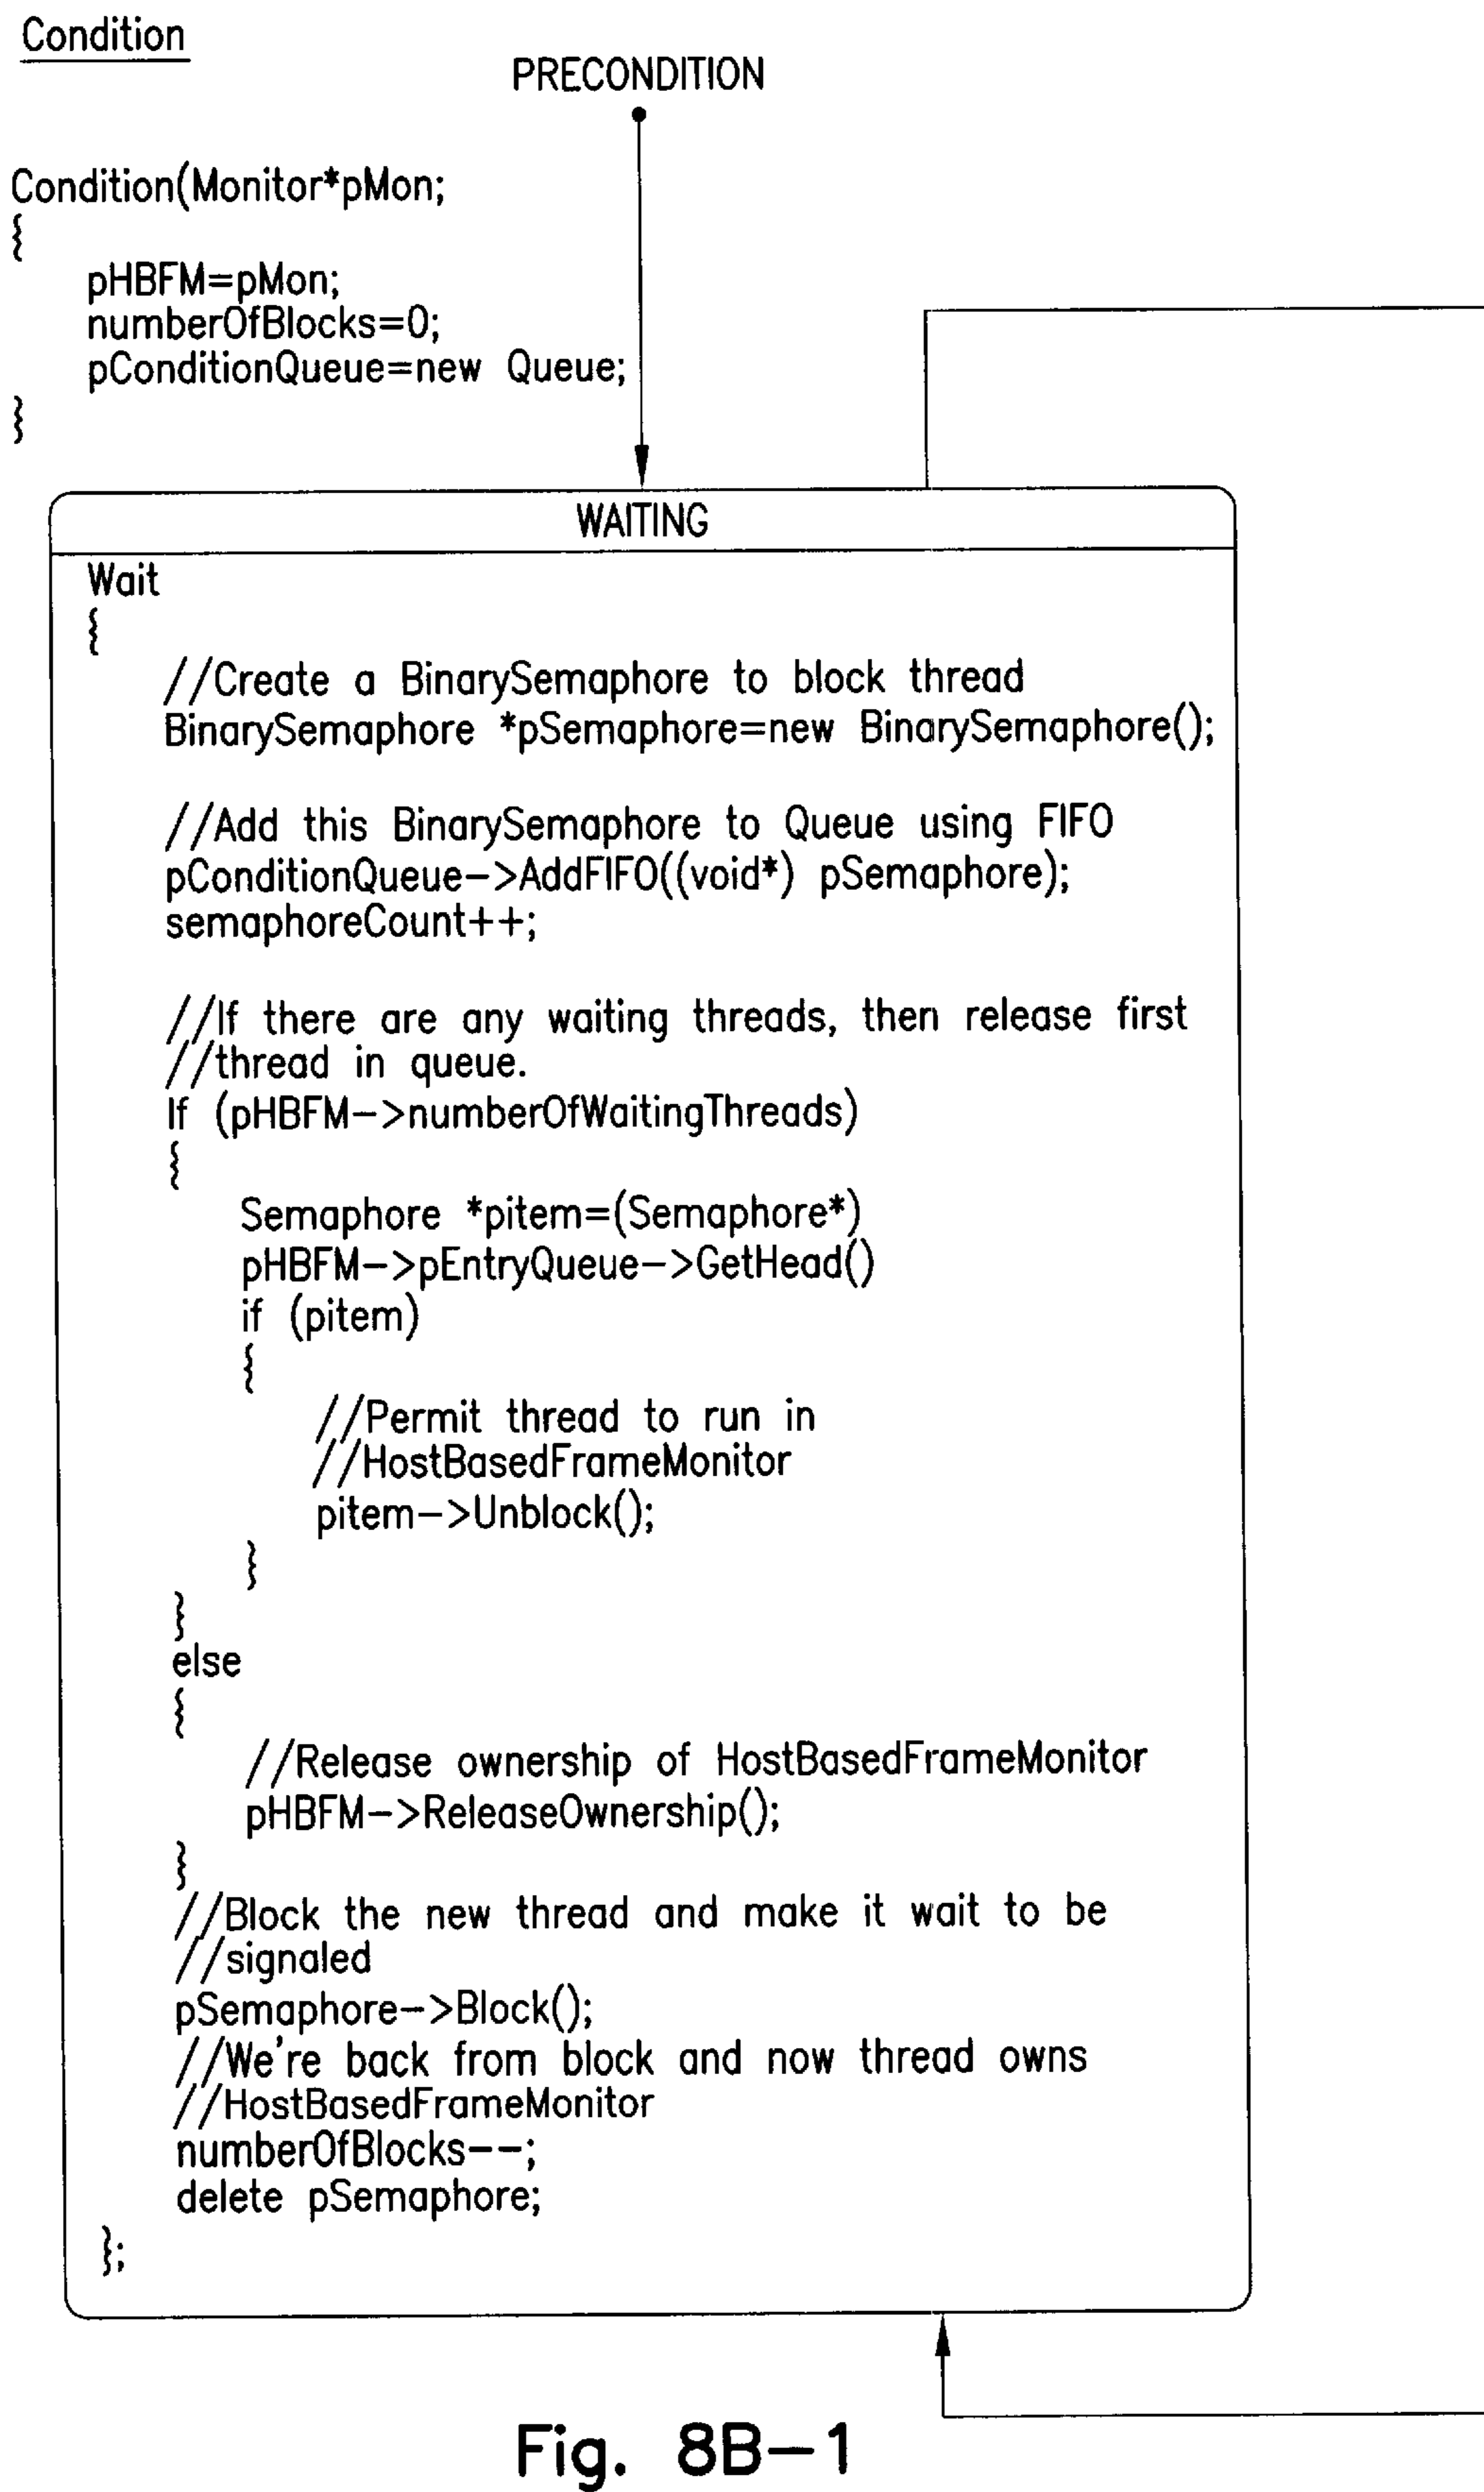 Condition
PRECONDITION
Condition(Monitor*pMon;
{
pHBFM=pMon;
numberOfBlocks=0;
pConditionQueue=new Queue;
}
WAITING
Wait
{
//Create a BinarySemaphore to block thread
BinarySemaphore *pSemaphore=new BinarySemaphore();
//Add this BinarySemaphore to Queue using FIFO
pConditionQueue->AddFIFO((void*) pSemaphore);
semaphoreCount++;
//If there are any waiting threads, then release first
//thread in queue.
If (pHBFM->numberOfWaitingThreads)
{
Semaphore *pitem=(Semaphore*)
pHBFM->pEntryQueue->GetHead()
if (pitem)
{
//Permit thread to run in
//HostBasedFrameMonitor
pitem->Unblock();
}
}
else
{
//Release ownership of HostBasedFrameMonitor
pHBFM->ReleaseOwnership();
}
//Block the new thread and make it wait to be
//signaled
pSemaphore->Block();
//We're back from block and now thread owns
//HostBasedFrameMonitor
numberOfBlocks--;
delete pSemaphore;
};
Fig. 8B-1